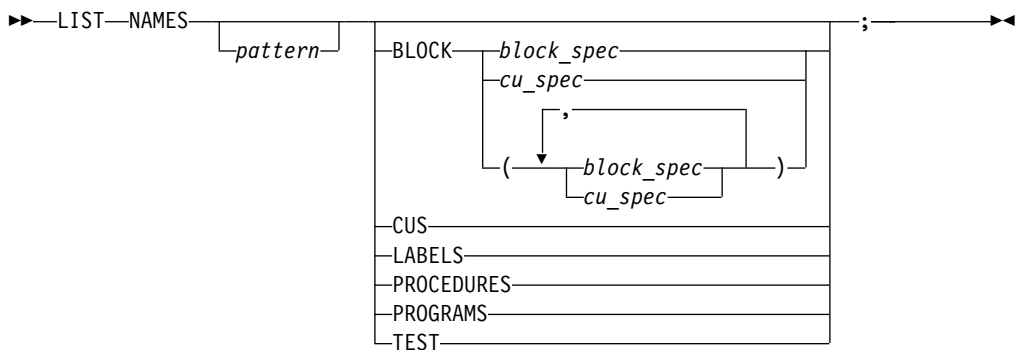 LIST NAMES ;
pattern BLOCK block_spec
cu_spec
,
( block_spec )
cu_spec
CUS
LABELS
PROCEDURES
PROGRAMS
TEST